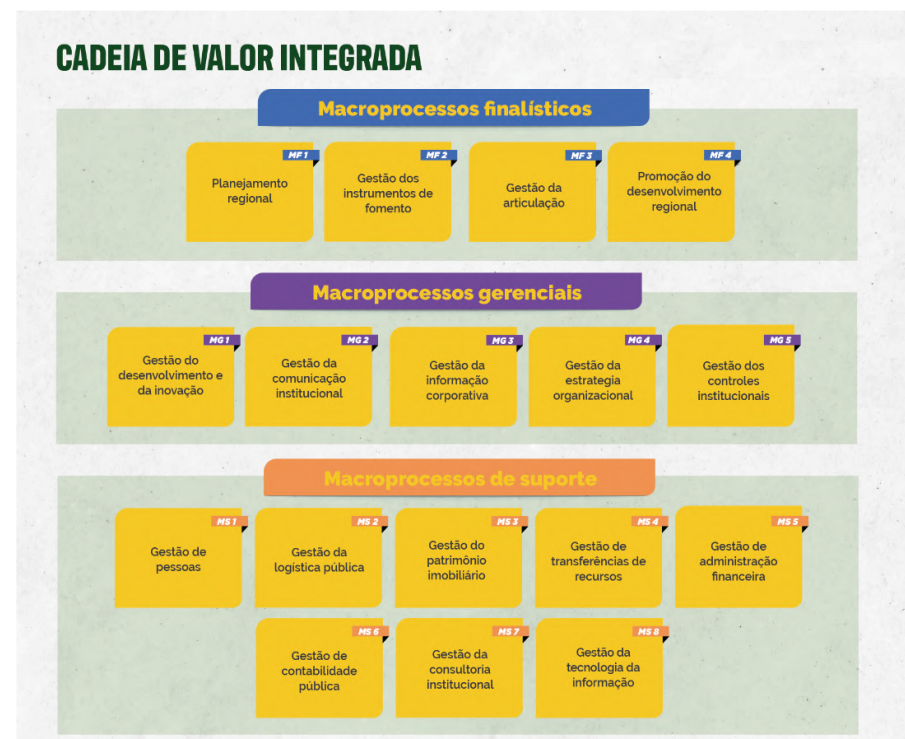 CADEIA DE VALOR INTEGRADA
Macroprocessos finalísticos
MF 1
Planejamento
regional
MF 2
Gestão dos
instrumentos de
fomento
MF 3
Gestão da
articulação
MF 4
Promoção do
desenvolvimento
regional
Macroprocessos gerenciais
MG 1
Gestão do
desenvolvimento e
da inovação
MG 2
Gestão da
comunicação
institucional
MG 3
Gestão da
informação
corporativa
MG 4
Gestão da
estrategia
organizacional
MG 5
Gestão dos
controles
institucionais
Macroprocessos de suporte
MS 1
Gestão de
pessoas
MS 2
Gestão da
logística pública
MS 3
Gestão do
patrimônio
imobiliário
MS 4
Gestão de
transferências de
recursos
MS 5
Gestão de
administração
financeira
MS 6
Gestão de
contabilidade
pública
MS 7
Gestão da
consultoria
institucional
MS 8
Gestão da
tecnologia da
informação